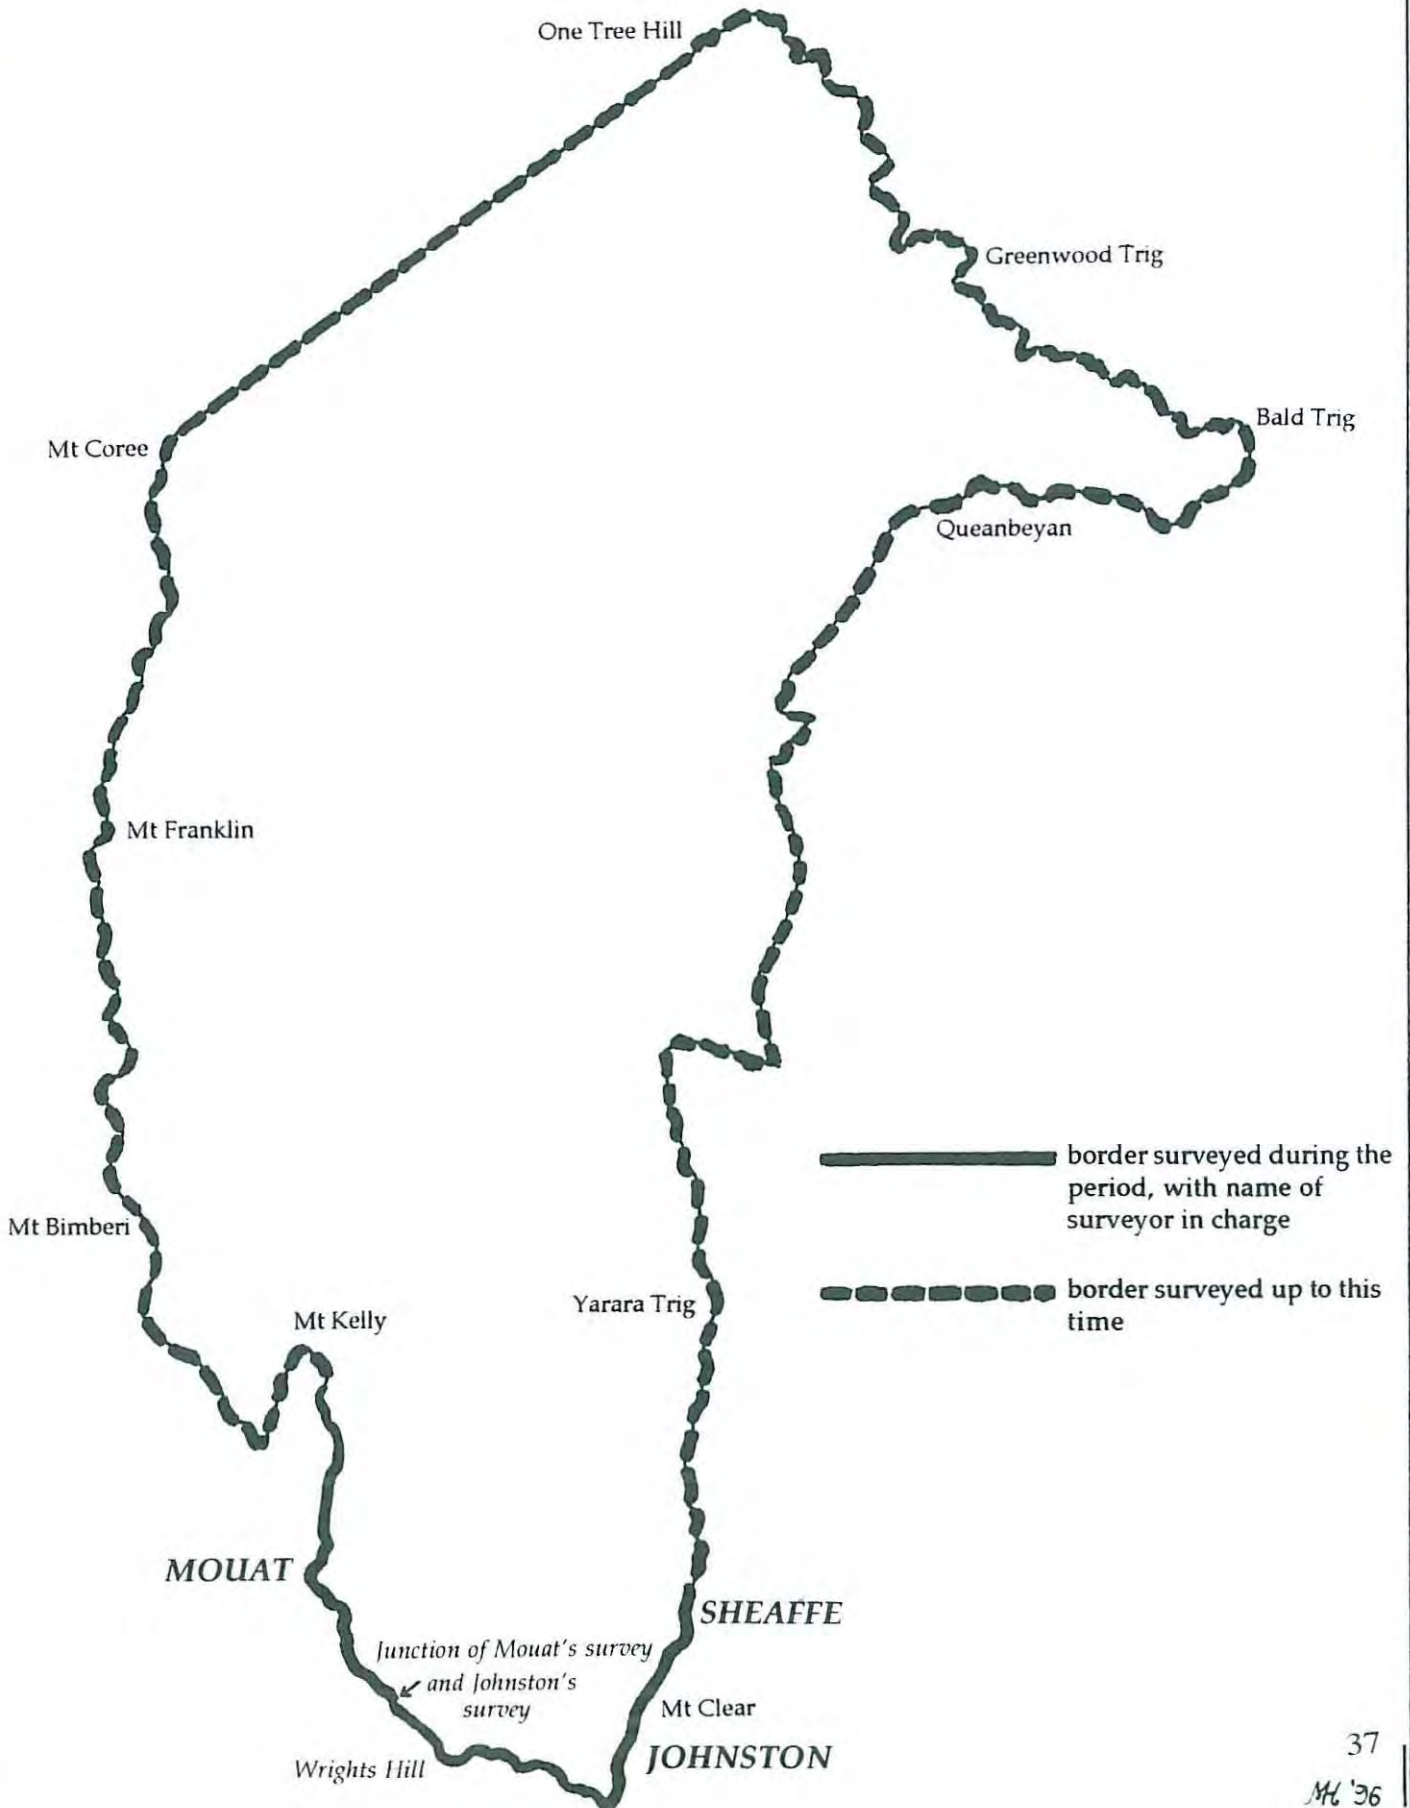 One Tree Hill
Greenwood Trig
Bald Trig
Mt Coree
Queanbeyan
Mt Franklin
border surveyed during the
period, with name of
surveyor in charge
Mt Bimberi
border surveyed up to this
time
Yarara Trig
Mt Kelly
MOUAT
SHEAFFE
Junction of Mouat's survey
and Johnston's
survey
Mt Clear
JOHNSTON
Wrights Hill
37
MH '96